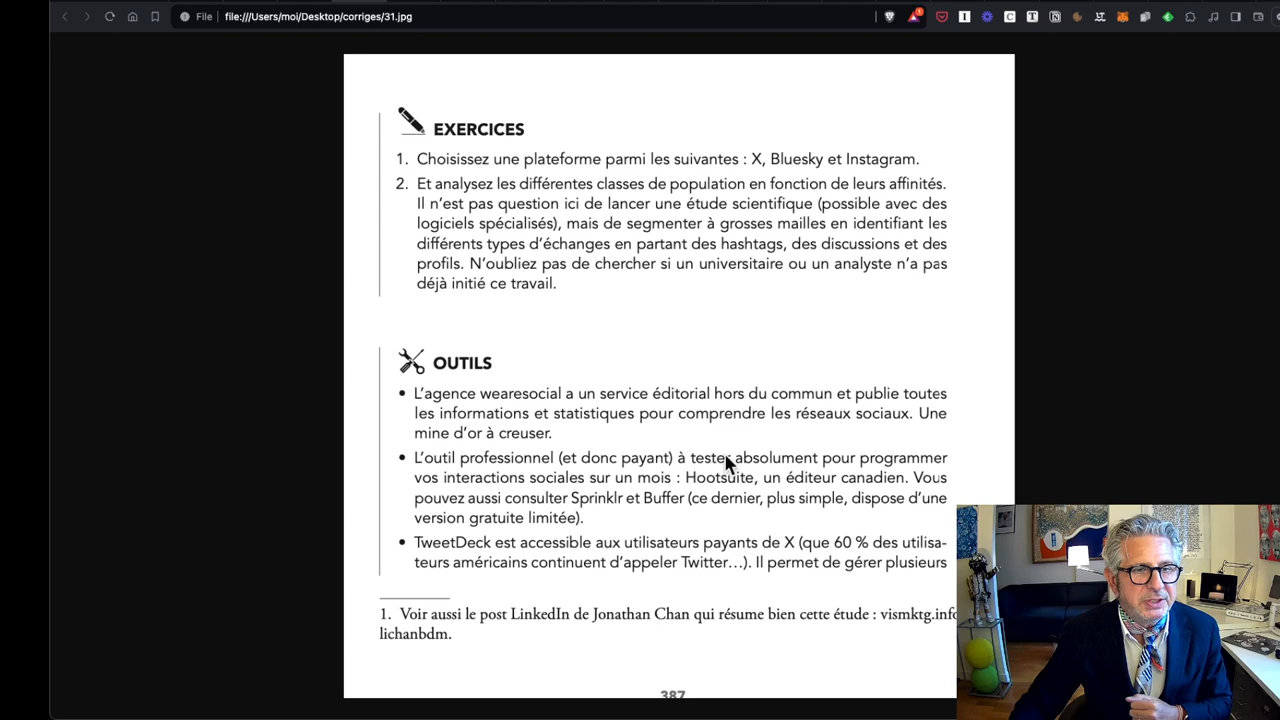 File
file:///Users/moi/Desktop/corriges/31.jpg
EXERCICES
1. Choisissez une plateforme parmi les suivantes : X, Bluesky et Instagram.
2. Et analysez les différentes classes de population en fonction de leurs affinités.
Il n'est pas question ici de lancer une étude scientifique (possible avec des
logiciels spécialisés), mais de segmenter à grosses mailles en identifiant les
différents types d'échanges en partant des hashtags, des discussions et des
profils. N'oubliez pas de chercher si un universitaire ou un analyste n'a pas
déjà initié ce travail.
OUTILS
• L'agence wearesocial a un service éditorial hors du commun et publie toutes
les informations et statistiques pour comprendre les réseaux sociaux. Une
mine d'or à creuser.
• L'outil professionnel (et donc payant) à tester absolument pour programmer
vos interactions sociales sur un mois : Hootsuite, un éditeur canadien. Vous
pouvez aussi consulter Sprinklr et Buffer (ce dernier, plus simple, dispose d'une
version gratuite limitée).
• TweetDeck est accessible aux utilisateurs payants de X (que 60 % des utilisa-
teurs américains continuent d'appeler Twitter…). Il permet de gérer plusieurs
1. Voir aussi le post LinkedIn de Jonathan Chan qui résume bien cette étude : vismktg.info
lichanbdm.
387